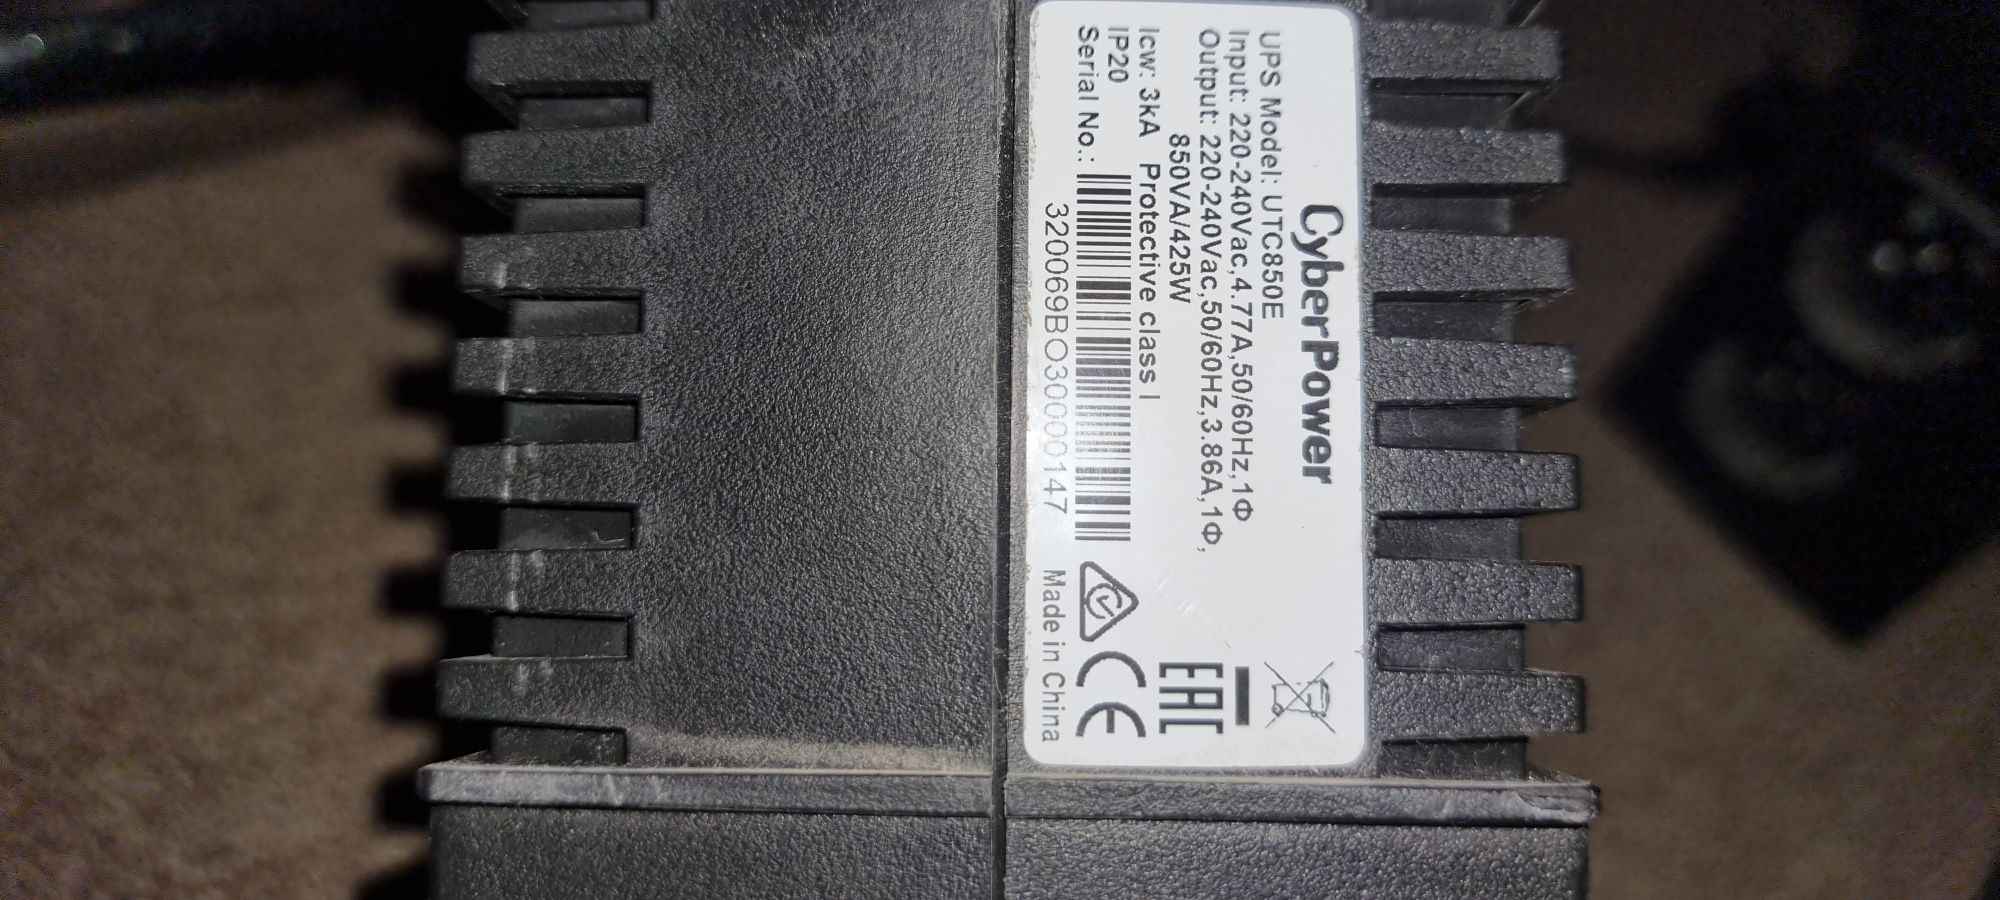 CyberPower
UPS Model: UTC850E
Input: 220-240Vac,4.77A,50/60Hz,1Φ
Output: 220-240Vac,50/60Hz,3.86A,1Φ,
850VA/425W
Icw: 3kA Protective class I
IP20
Serial No.:
320069BO30000147
EAC
CE
Made in China